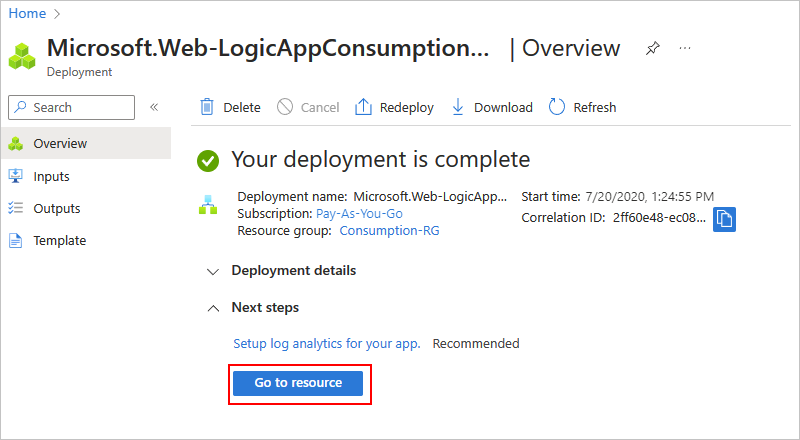 Home
Microsoft.Web-LogicAppConsumption... | Overview
Deployment
Search
Delete Cancel Redeploy Download Refresh
Overview
Inputs
Outputs
Template
Your deployment is complete
Deployment name: Microsoft.Web-LogicApp... Start time: 7/20/2020, 1:24:55 PM
Subscription: Pay-As-You-Go Correlation ID: 2ff60e48-ec08...
Resource group: Consumption-RG
Deployment details
Next steps
Setup log analytics for your app. Recommended
Go to resource